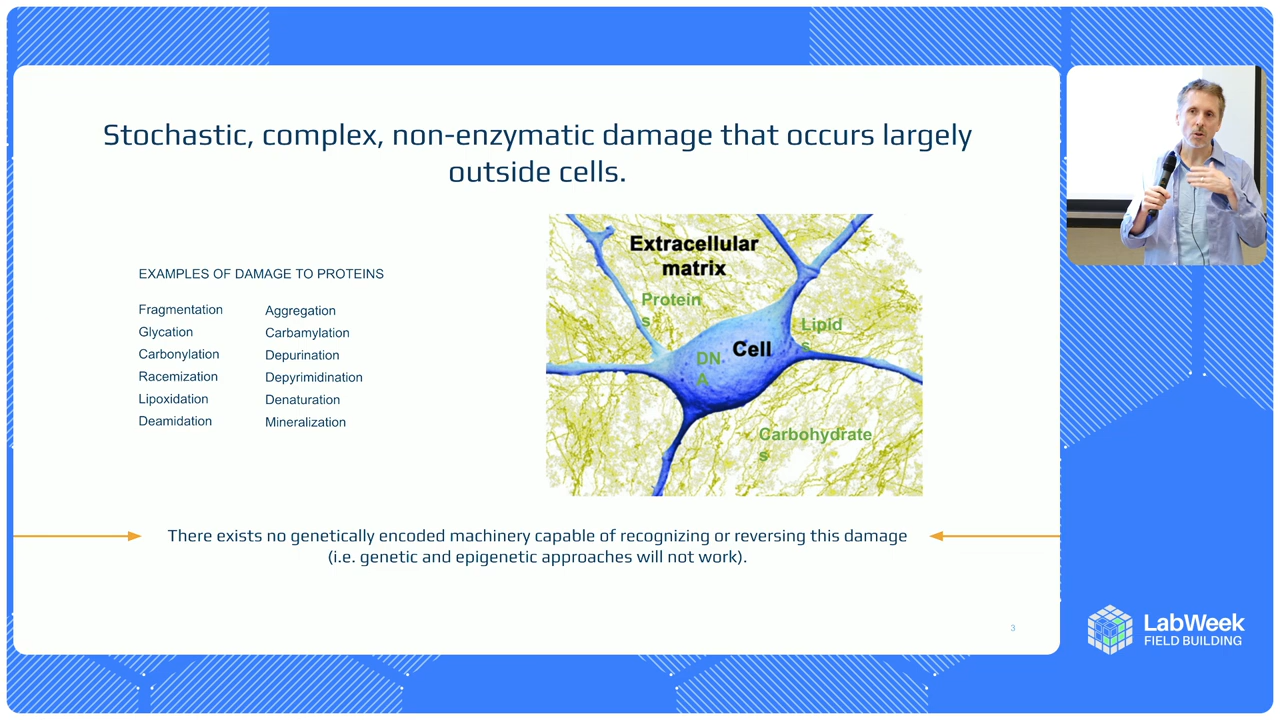 Stochastic, complex, non-enzymatic damage that occurs largely
outside cells.
EXAMPLES OF DAMAGE TO PROTEINS
Fragmentation
Glycation
Carbonylation
Racemization
Lipoxidation
Deamidation
Aggregation
Carbamylation
Depurination
Depyrimidination
Denaturation
Mineralization
Extracellular
matrix
Protein
s
Lipid
s
Cell
DN
A
Carbohydrate
s
There exists no genetically encoded machinery capable of recognizing or reversing this damage
(i.e. genetic and epigenetic approaches will not work).
3
LabWeek
FIELD BUILDING